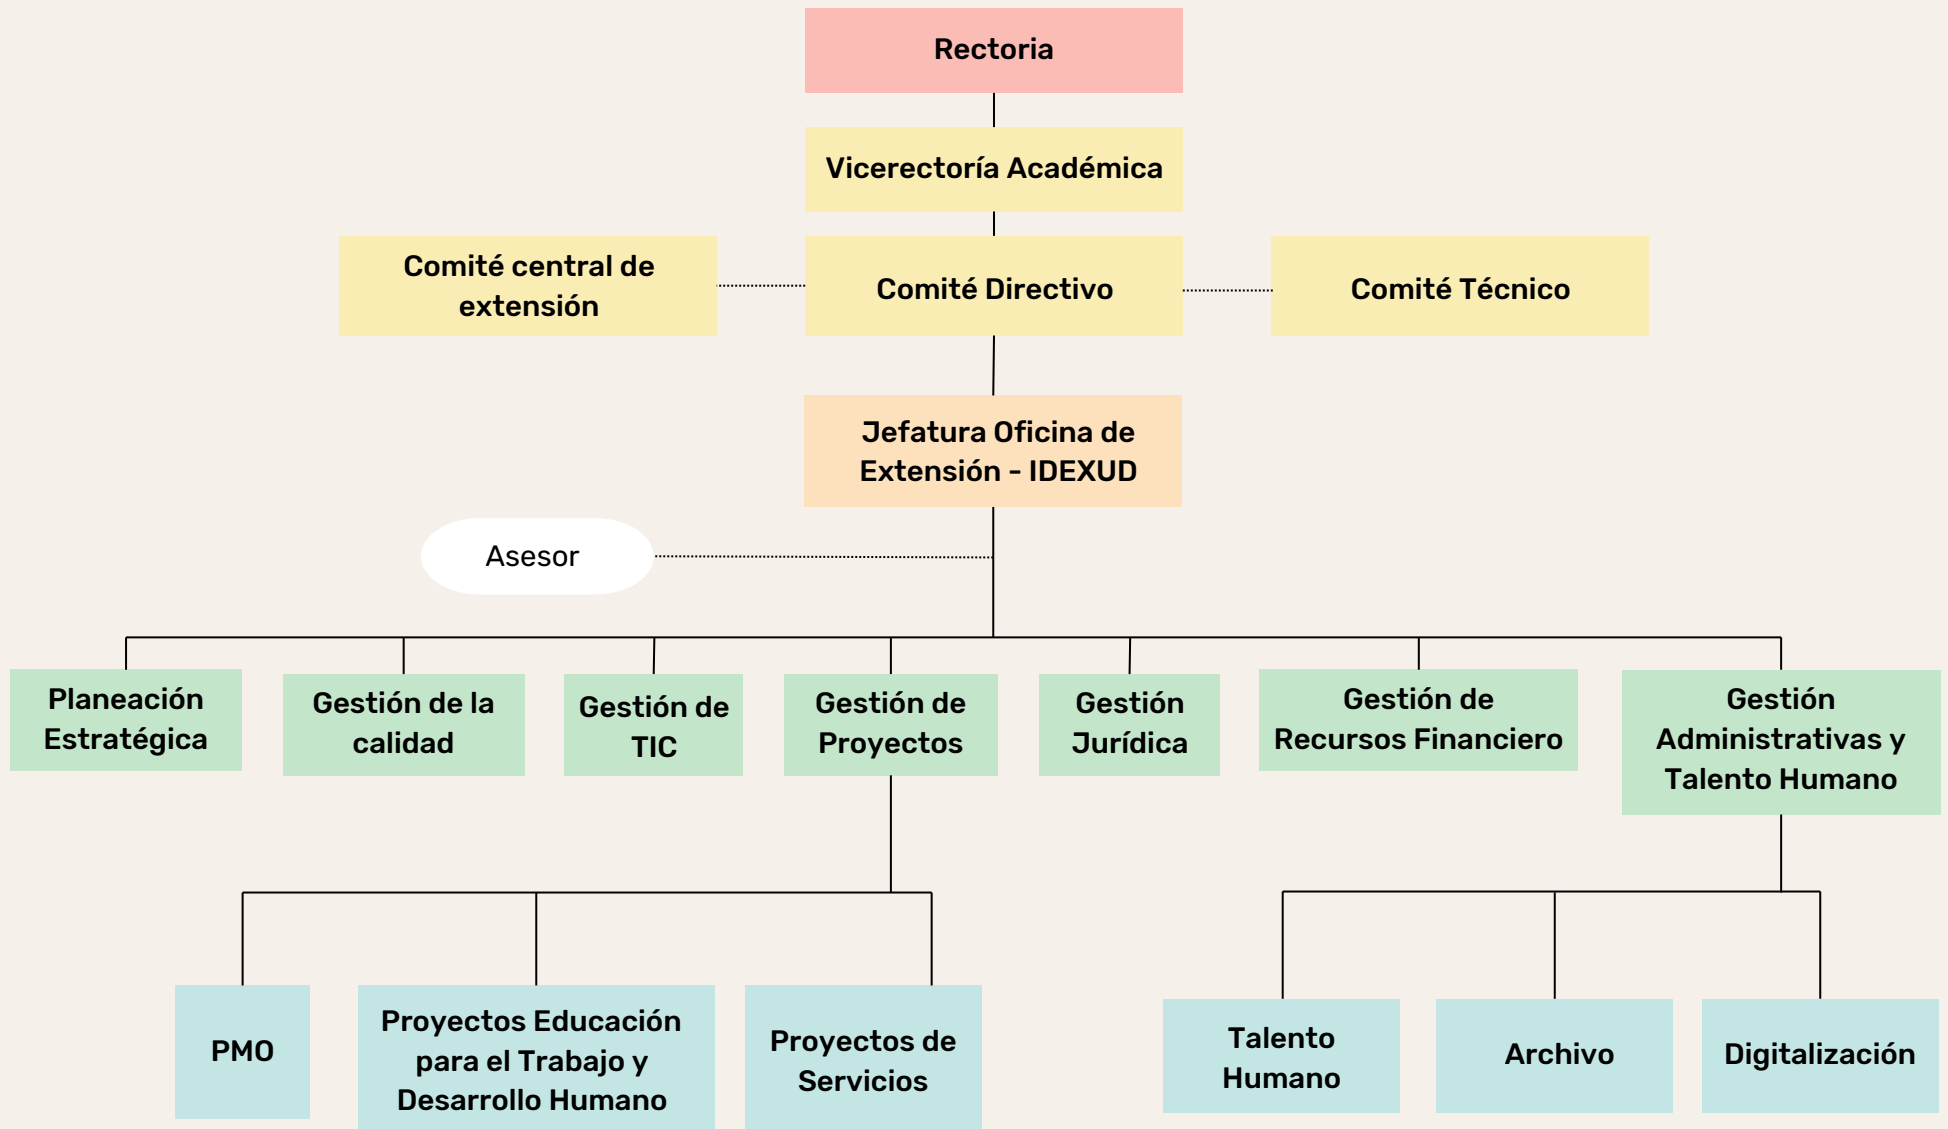 Rectoria
Vicerectoría Académica
Comité central de
extensión
Comité Directivo
Comité Técnico
Jefatura Oficina de
Extensión - IDEXUD
Asesor
Planeación
Estratégica
Gestión de la
calidad
Gestión de
TIC
Gestión de
Proyectos
Gestión
Jurídica
Gestión de
Recursos Financiero
Gestión
Administrativas y
Talento Humano
PMO
Proyectos Educación
para el Trabajo y
Desarrollo Humano
Proyectos de
Servicios
Talento
Humano
Archivo
Digitalización